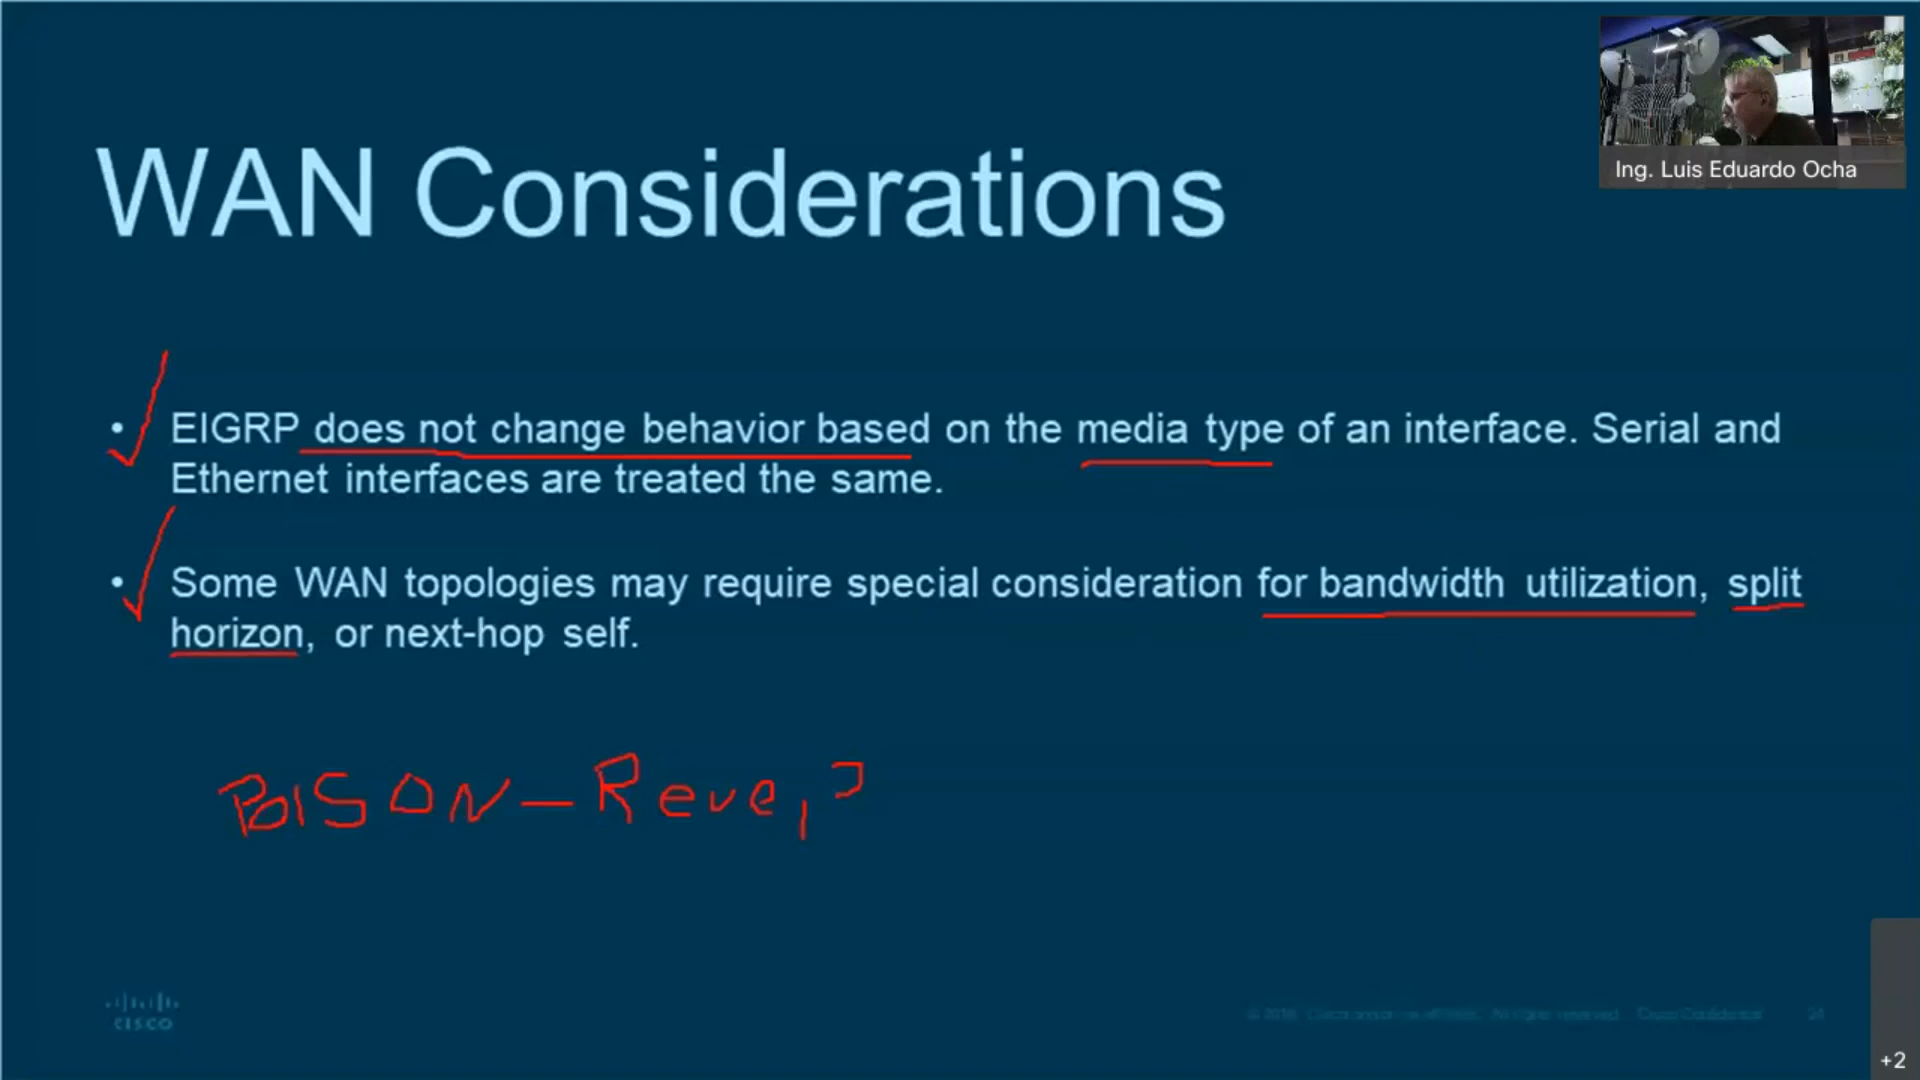 Ing. Luis Eduardo Ocha
WAN Considerations
• EIGRP does not change behavior based on the media type of an interface. Serial and
Ethernet interfaces are treated the same.
• Some WAN topologies may require special consideration for bandwidth utilization, split
horizon, or next-hop self.
POISON-Reve
CISCO
Cisco Confidential
+2